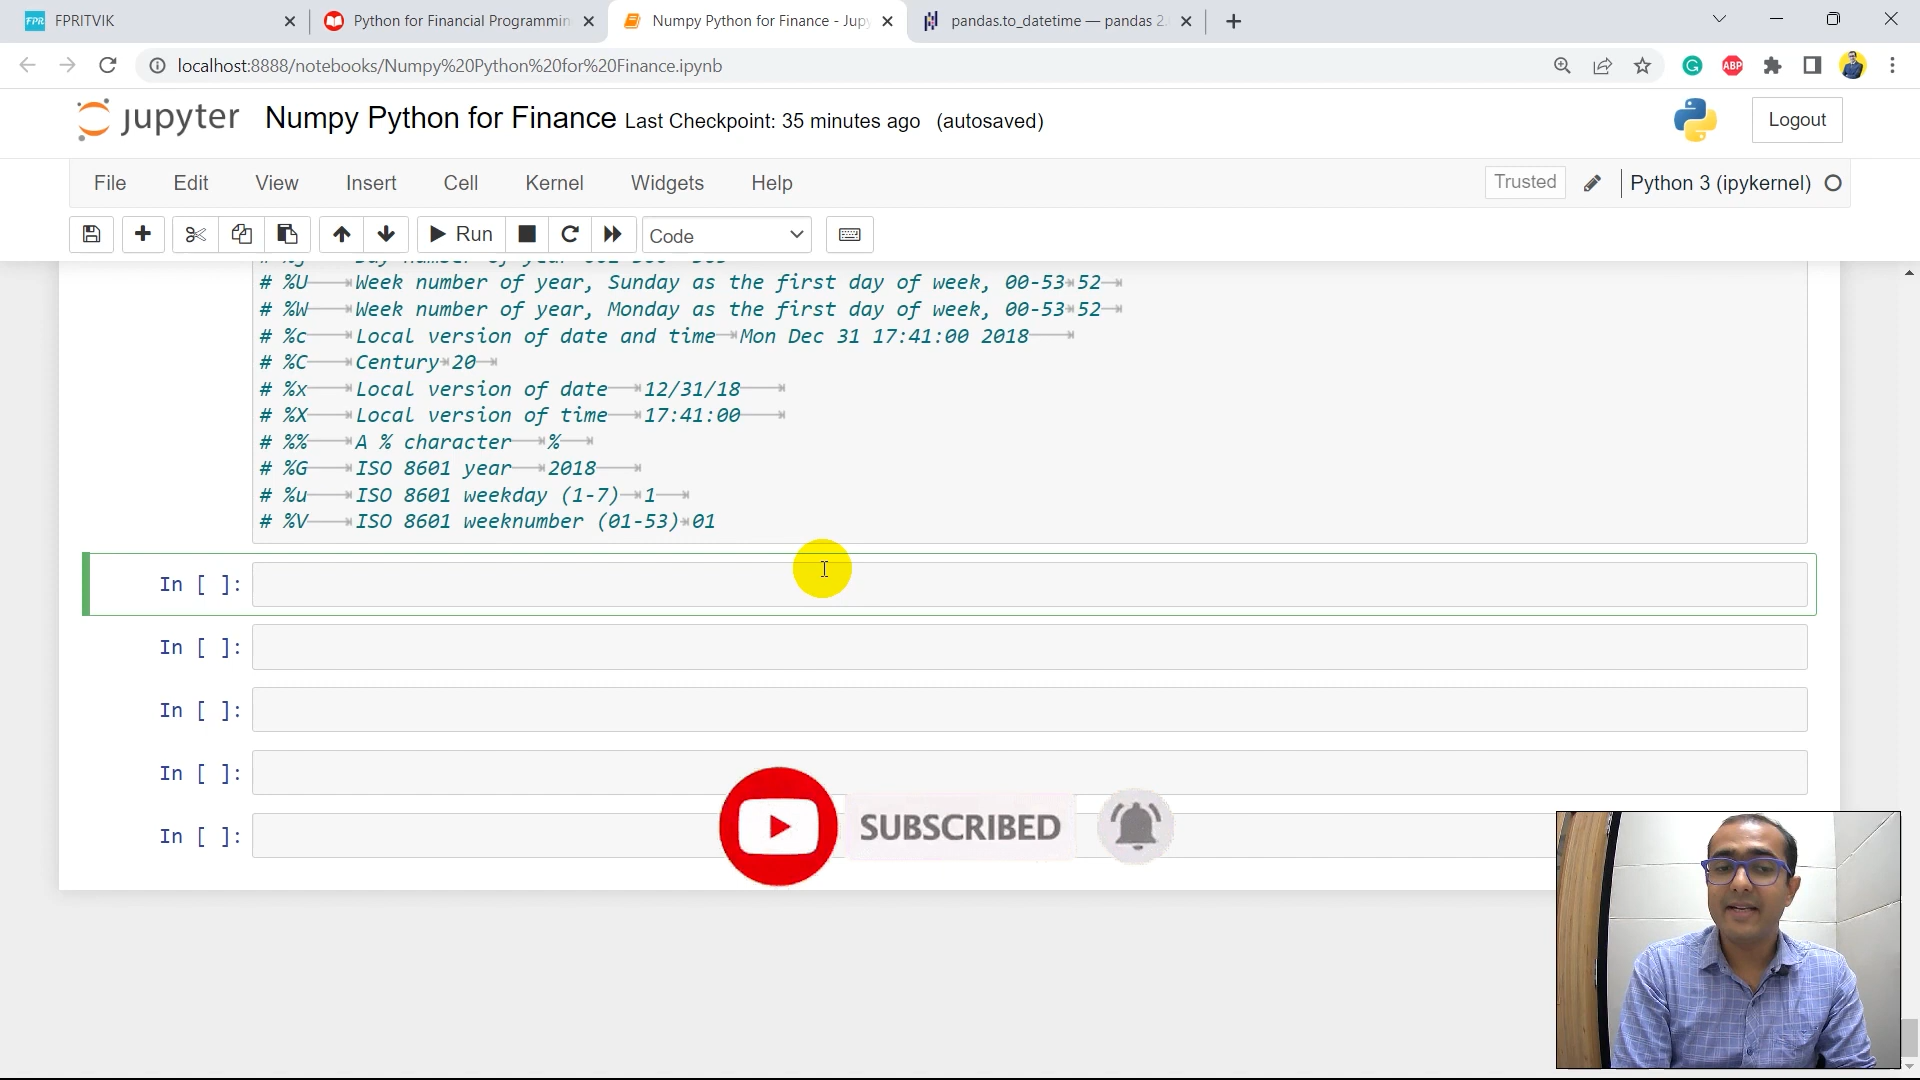 FPR FPRITVIK
Python for Financial Programmin
Numpy Python for Finance - Jup
pandas.to_datetime — pandas 2.
localhost:8888/notebooks/Numpy%20Python%20for%20Finance.ipynb
G ABP
jupyter Numpy Python for Finance Last Checkpoint: 35 minutes ago (autosaved)
Logout
File Edit View Insert Cell Kernel Widgets Help
Trusted Python 3 (ipykernel)
Run Code
# %U Week number of year, Sunday as the first day of week, 00-53 52
# %W Week number of year, Monday as the first day of week, 00-53 52
# %c Local version of date and time Mon Dec 31 17:41:00 2018
# %C Century 20
# %x Local version of date 12/31/18
# %X Local version of time 17:41:00
# %% A % character %
# %G ISO 8601 year 2018
# %u ISO 8601 weekday (1-7) 1
# %V ISO 8601 weeknumber (01-53) 01
In [ ]:
In [ ]:
In [ ]:
In [ ]:
In [ ]:
SUBSCRIBED